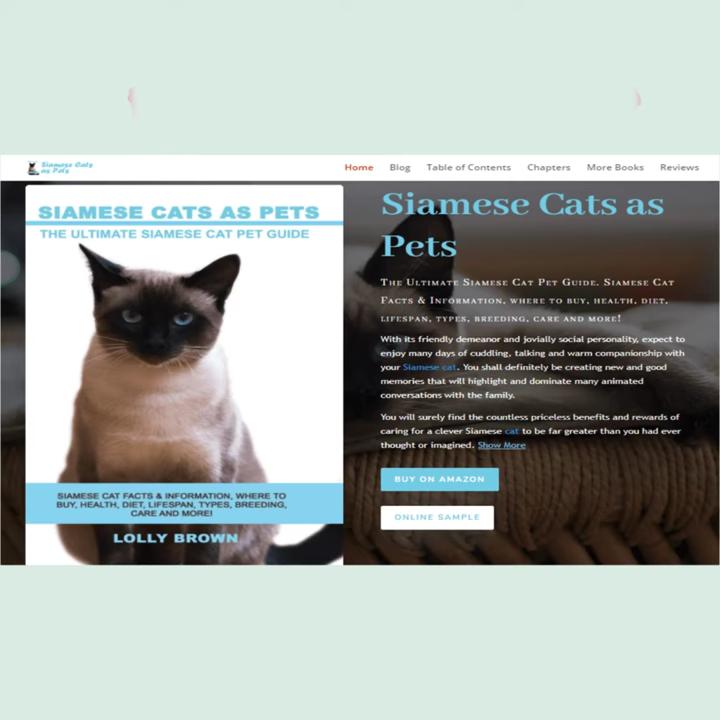 Siamese Cats
as Pets
Home Blog Table of Contents Chapters More Books Reviews
SIAMESE CATS AS PETS
THE ULTIMATE SIAMESE CAT PET GUIDE
SIAMESE CAT FACTS & INFORMATION, WHERE TO
BUY, HEALTH, DIET, LIFESPAN, TYPES, BREEDING,
CARE AND MORE!
LOLLY BROWN
Siamese Cats as
Pets
The Ultimate Siamese Cat Pet Guide. Siamese Cat
Facts & Information, where to buy, health, diet,
lifespan, types, breeding, care and more!
With its friendly demeanor and jovially social personality, expect to
enjoy many days of cuddling, talking and warm companionship with
your Siamese cat. You shall definitely be creating new and good
memories that will highlight and dominate many animated
conversations with the family.
You will surely find the countless priceless benefits and rewards of
caring for a clever Siamese cat to be far greater than you had ever
thought or imagined. Show More
BUY ON AMAZON
ONLINE SAMPLE